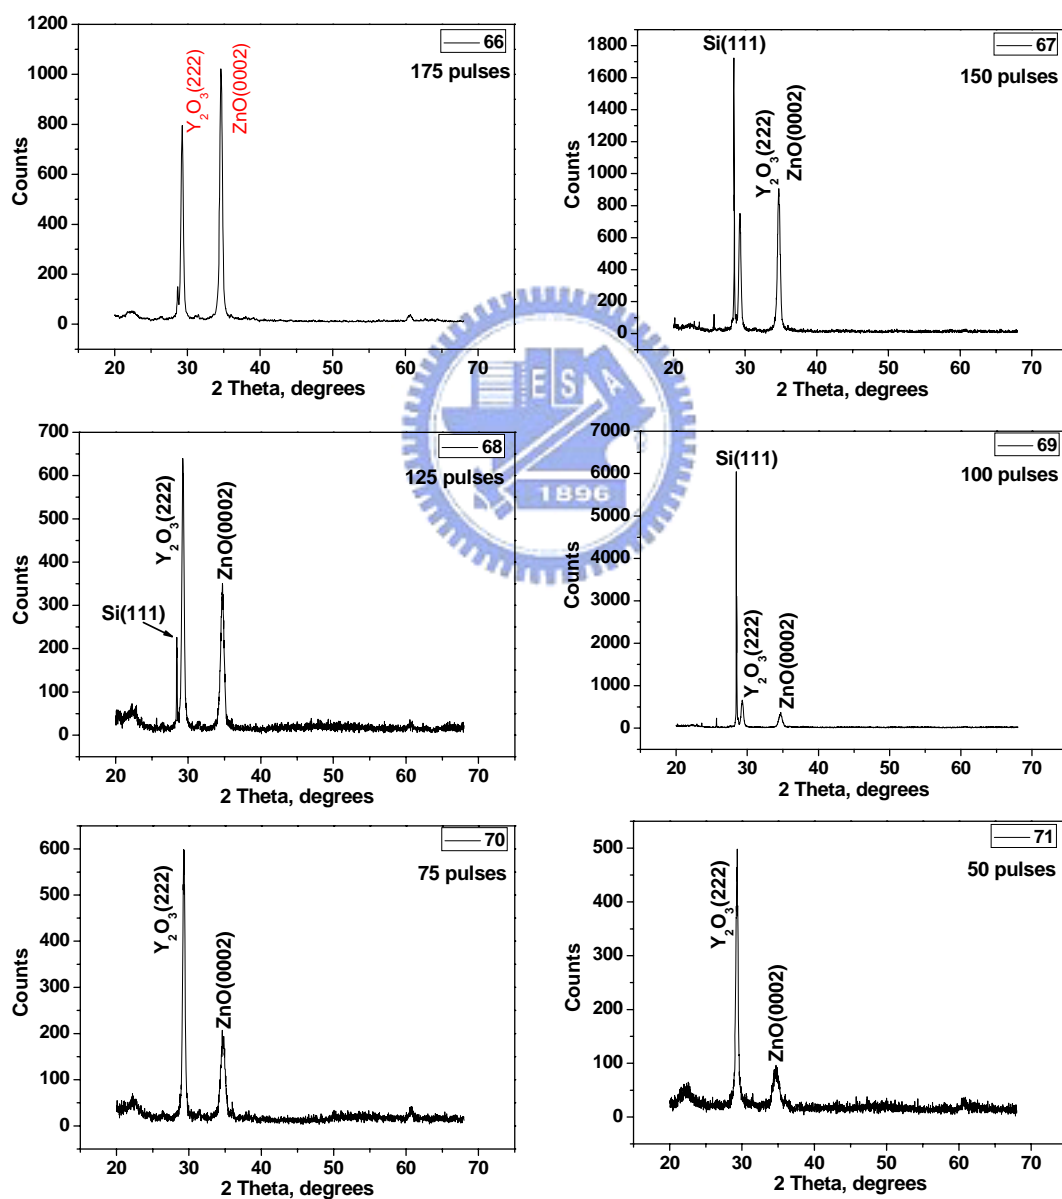 66
175 pulses
Y2O3(222)
ZnO(0002)
1200
1000
800
600
400
200
0
Counts
20 30 40 50 60 70
2 Theta, degrees
67
150 pulses
Si(111)
Y2O3(222)
ZnO(0002)
1800
1600
1400
1200
1000
800
600
400
200
0
Counts
20 30 40 50 60 70
2 Theta, degrees
E S A
1896
68
125 pulses
Y2O3(222)
ZnO(0002)
Si(111)
700
600
500
400
300
200
100
0
Counts
20 30 40 50 60 70
2 Theta, degrees
69
100 pulses
Si(111)
Y2O3(222)
ZnO(0002)
7000
6000
5000
4000
3000
2000
1000
0
Counts
20 30 40 50 60 70
2 Theta, degrees
70
75 pulses
Y2O3(222)
ZnO(0002)
600
500
400
300
200
100
0
Counts
20 30 40 50 60 70
2 Theta, degrees
71
50 pulses
Y2O3(222)
ZnO(0002)
500
400
300
200
100
0
Counts
20 30 40 50 60 70
2 Theta, degrees